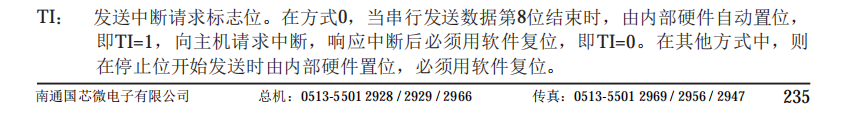 TI： 发送中断请求标志位。在方式0，当串行发送数据第8位结束时，由内部硬件自动置位，
即TI=1，向主机请求中断，响应中断后必须用软件复位，即TI=0。在其他方式中，则
在停止位开始发送时由内部硬件置位，必须用软件复位。
南通国芯微电子有限公司 总机：0513-5501 2928 / 2929 / 2966 传真：0513-5501 2969 / 2956 / 2947 235